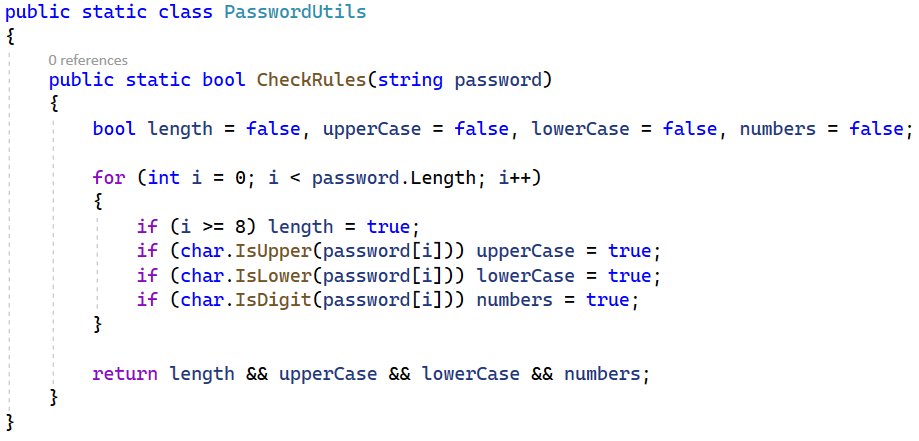 public static class PasswordUtils
{
0 references
public static bool CheckRules(string password)
{
bool length = false, upperCase = false, lowerCase = false, numbers = false;
for (int i = 0; i < password.Length; i++)
{
if (i >= 8) length = true;
if (char.IsUpper(password[i])) upperCase = true;
if (char.IsLower(password[i])) lowerCase = true;
if (char.IsDigit(password[i])) numbers = true;
}
return length && upperCase && lowerCase && numbers;
}
}